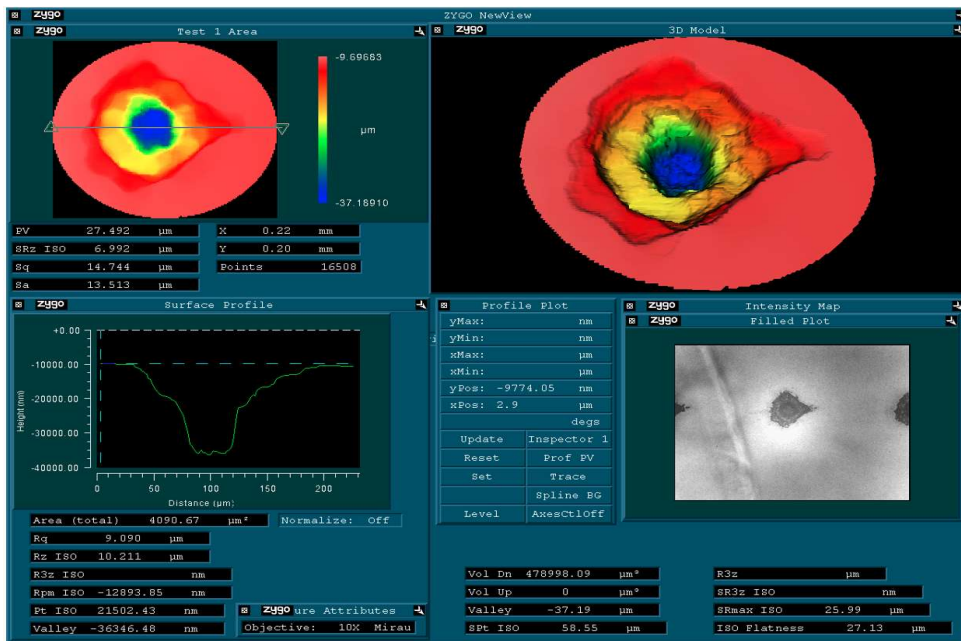 zygo ZYGO NewView
zygo Test 1 Area
-9.69683
µm
-37.18910
PV 27.492 µm
SRz ISO 6.992 µm
Sq 14.744 µm
Sa 13.513 µm
X 0.22 mm
Y 0.20 mm
Points 16508
zygo 3D Model
zygo Surface Profile
+0.00
-10000.00
-20000.00
-30000.00
-40000.00
Height (nm)
0 50 100 150 200
Distance (µm)
Area (total) 4090.67 µm² Normalize: Off
Rq 9.090 µm
Rz ISO 10.211 µm
R3z ISO nm
Rpm ISO -12893.85 nm
Pt ISO 21502.43 nm
Valley -36346.48 nm
zygo ure Attributes
Objective: 10X Mirau
zygo Profile Plot
yMax: nm
yMin: nm
xMax: µm
xMin: µm
yPos: -9774.05 nm
xPos: 2.9 µm
degs
Update Inspector 1
Reset Prof PV
Set Trace
Spline BG
Level AxesCtlOff
zygo Intensity Map
zygo Filled Plot
Vol Dn 478998.09 µm³
Vol Up 0 µm³
Valley -37.19 µm
SPt ISO 58.55 µm
R3z µm
SR3z ISO nm
SRmax ISO 25.99 µm
ISO Flatness 27.13 µm